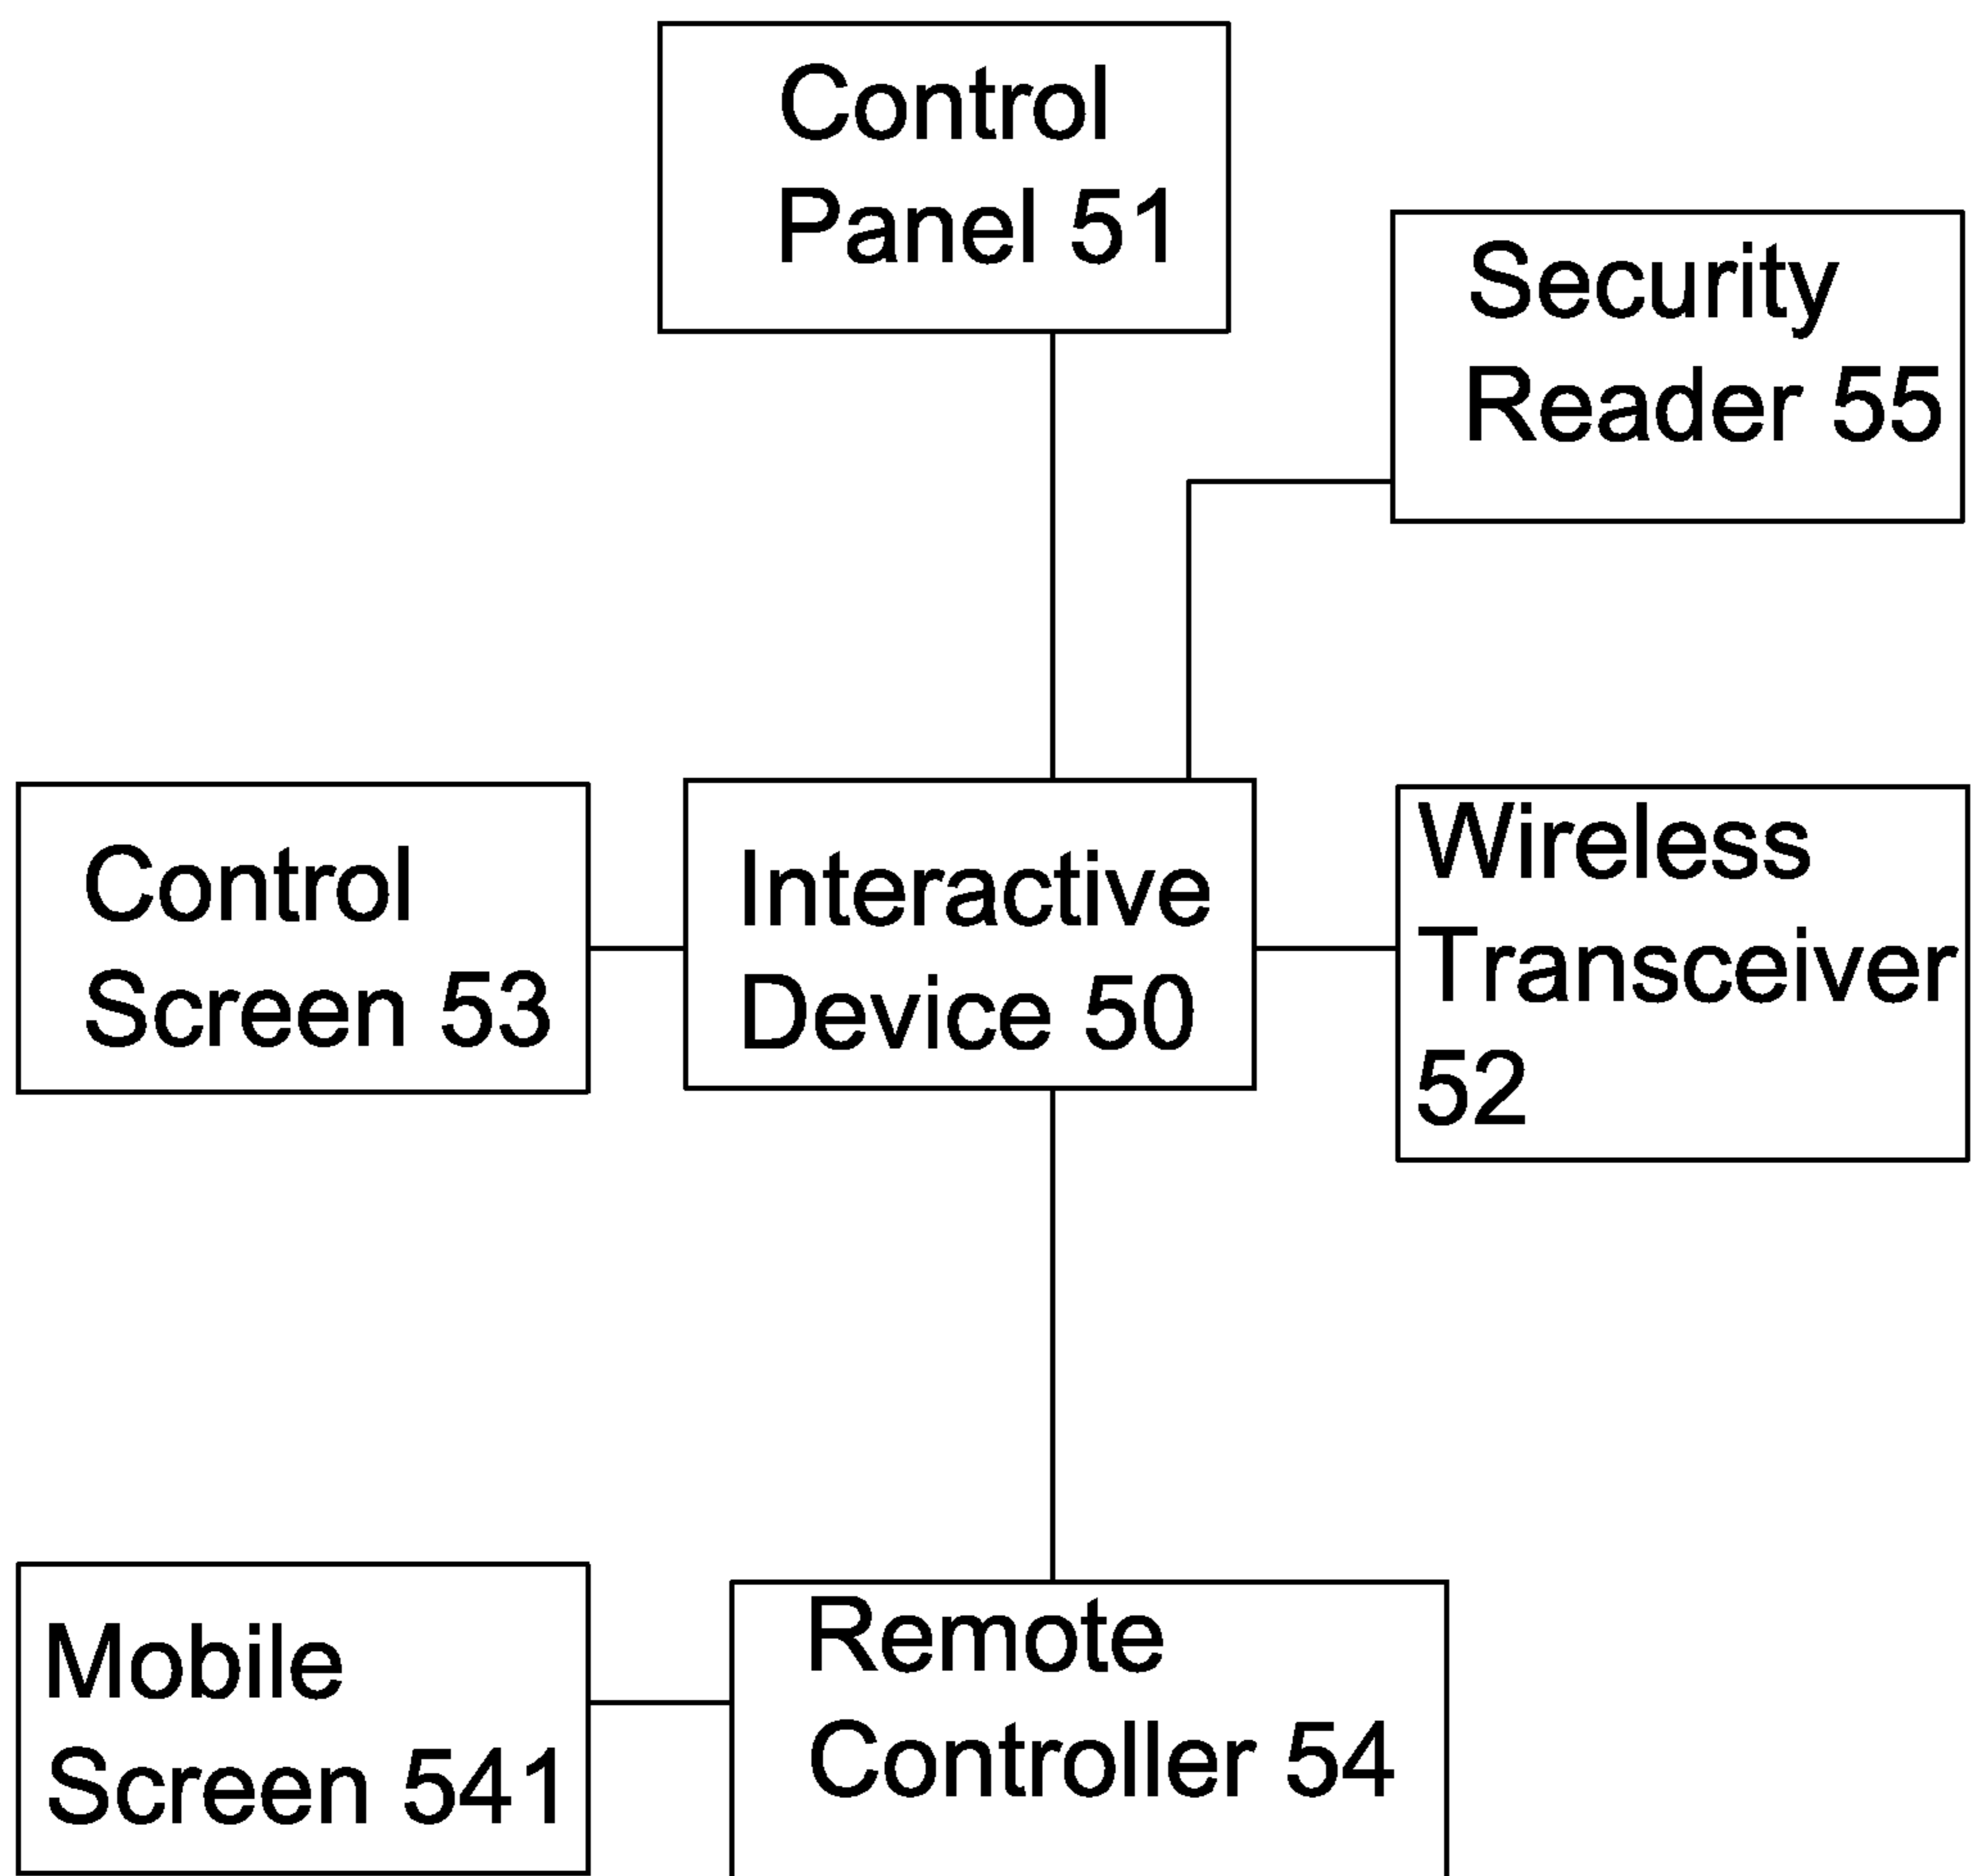 Control
Panel 51
Security
Reader 55
Control
Screen 53
Interactive
Device 50
Wireless
Transceiver
52
Mobile
Screen 541
Remote
Controller 54